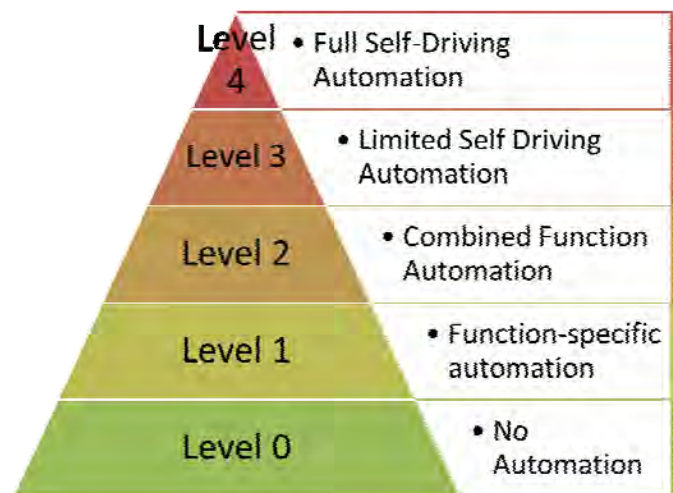 Level
4
• Full Self-Driving
Automation
Level 3
• Limited Self Driving
Automation
Level 2
• Combined Function
Automation
Level 1
• Function-specific
automation
Level 0
• No
Automation